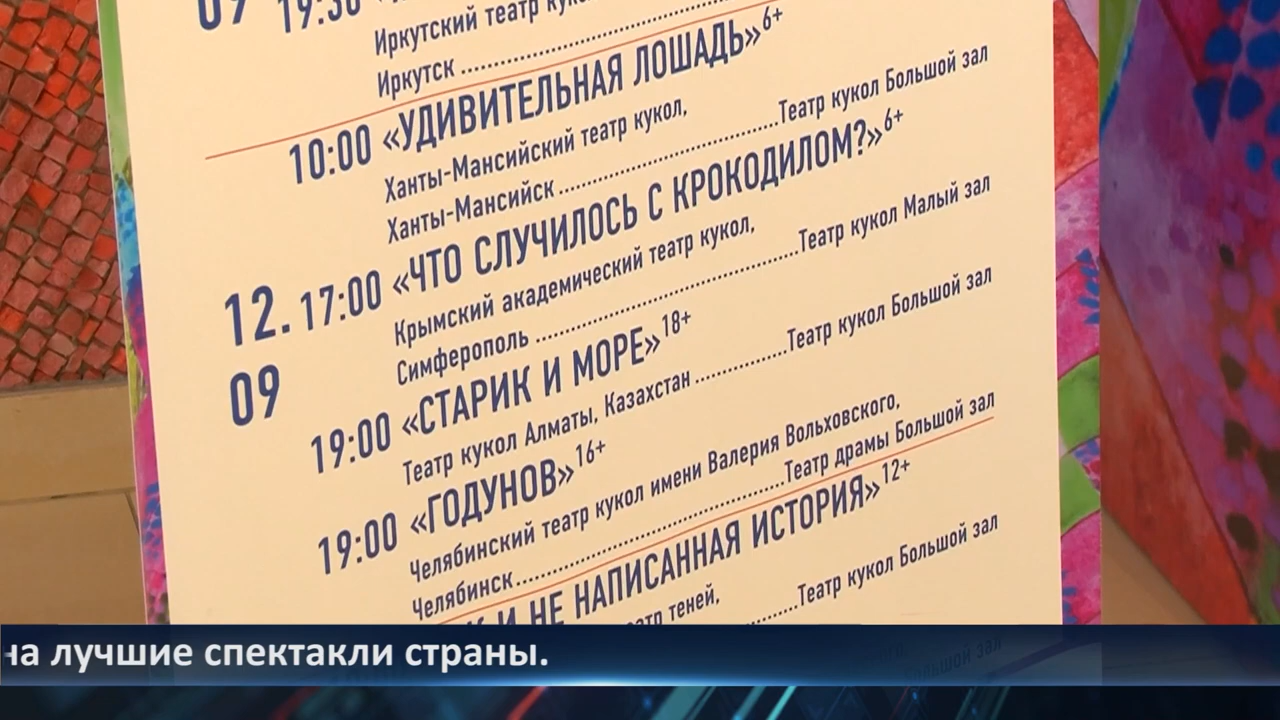 09 19:30
Иркутский театр кукол
Иркутск
10:00 «УДИВИТЕЛЬНАЯ ЛОШАДЬ» 6+
Ханты-Мансийский театр кукол,
Ханты-Мансийск ........................ Театр кукол Большой зал
12. 17:00 «ЧТО СЛУЧИЛОСЬ С КРОКОДИЛОМ?» 6+
09
Крымский академический театр кукол,
Симферополь ........................ Театр кукол Малый зал
19:00 «СТАРИК И МОРЕ» 18+
Театр кукол Алматы, Казахстан ............ Театр кукол Большой зал
19:00 «ГОДУНОВ» 16+
Челябинский театр кукол имени Валерия Вольховского,
Челябинск ........................ Театр драмы Большой зал
И НЕ НАПИСАННАЯ ИСТОРИЯ» 12+
теней,
Театр кукол Большой зал
на лучшие спектакли страны.